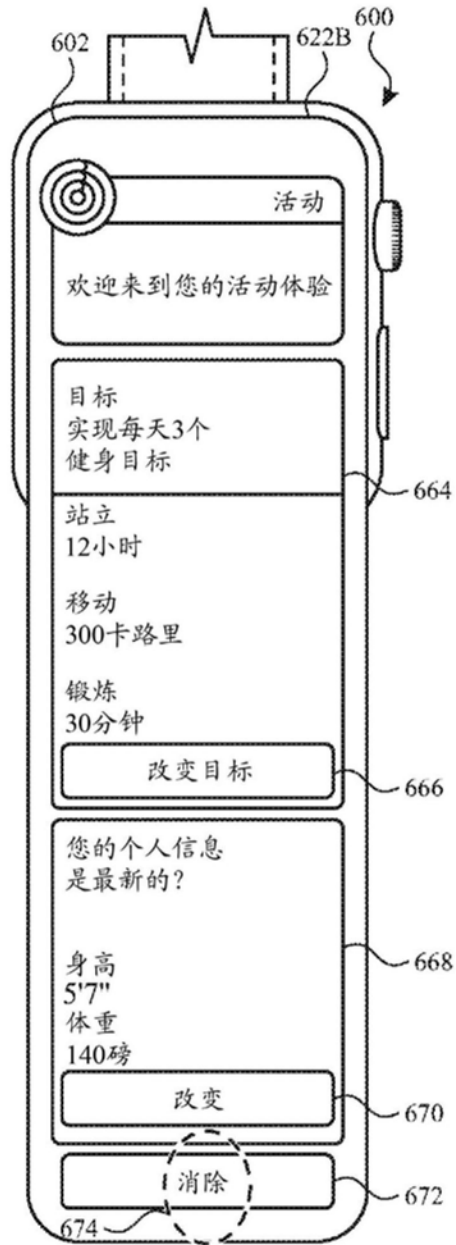 600
602
622B
活动
欢迎来到您的活动体验
目标
实现每天3个
健身目标
664
站立
12小时
移动
300卡路里
锻炼
30分钟
改变目标
666
您的个人信息
是最新的?
668
身高
5'7"
体重
140磅
改变
670
消除
672
674